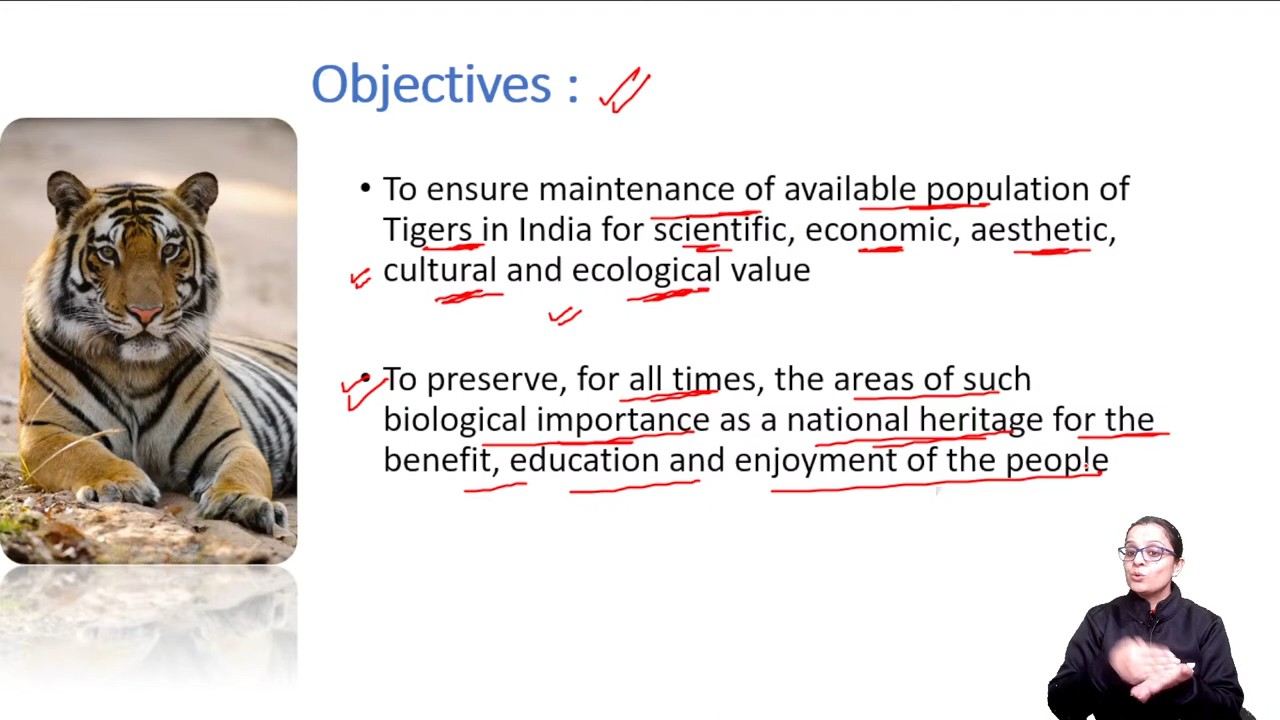 Objectives :
• To ensure maintenance of available population of
Tigers in India for scientific, economic, aesthetic,
cultural and ecological value
• To preserve, for all times, the areas of such
biological importance as a national heritage for the
benefit, education and enjoyment of the people